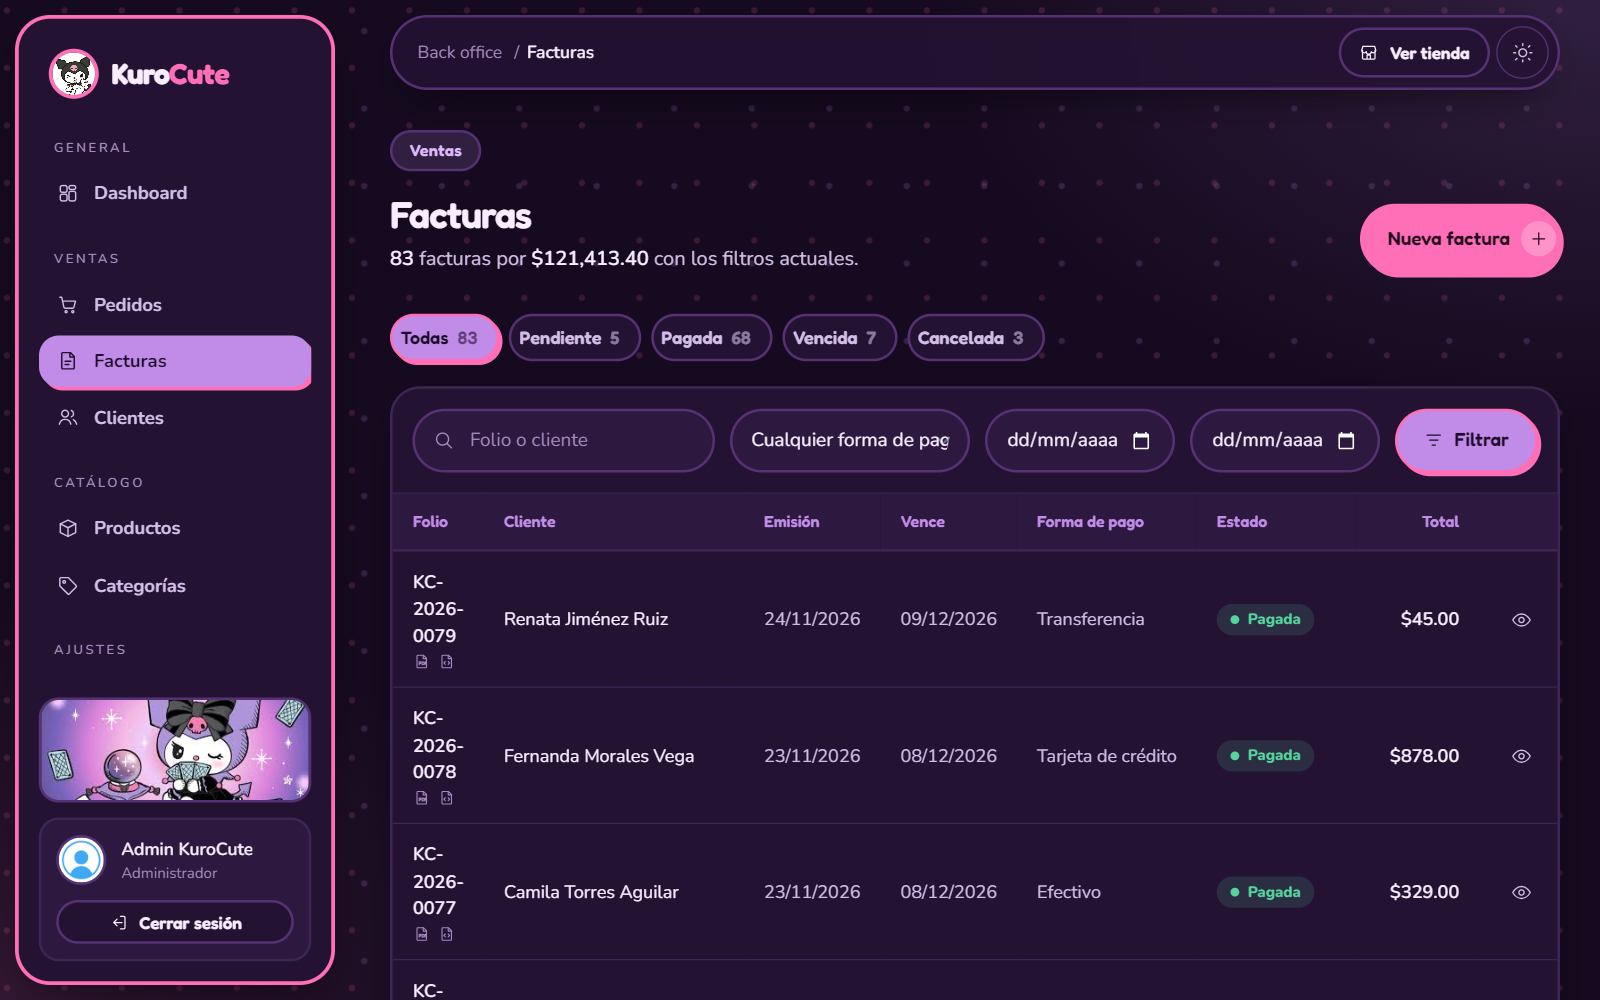 KuroCute
GENERAL
Dashboard
VENTAS
Pedidos
Facturas
Clientes
CATÁLOGO
Productos
Categorías
AJUSTES
Admin KuroCute
Administrador
Cerrar sesión
Back office / Facturas
Ver tienda
Ventas
Facturas
83 facturas por $121,413.40 con los filtros actuales.
Nueva factura
Todas 83 Pendiente 5 Pagada 68 Vencida 7 Cancelada 3
Folio o cliente Cualquier forma de pag dd/mm/aaaa dd/mm/aaaa Filtrar
Folio Cliente Emisión Vence Forma de pago Estado Total
KC-
2026-
0079
Renata Jiménez Ruiz 24/11/2026 09/12/2026 Transferencia Pagada $45.00
KC-
2026-
0078
Fernanda Morales Vega 23/11/2026 08/12/2026 Tarjeta de crédito Pagada $878.00
KC-
2026-
0077
Camila Torres Aguilar 23/11/2026 08/12/2026 Efectivo Pagada $329.00
KC-